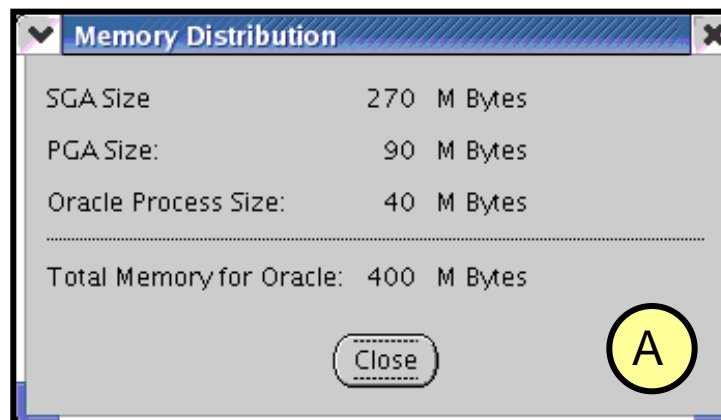 Memory Distribution
SGA Size 270 M Bytes
PGA Size: 90 M Bytes
Oracle Process Size: 40 M Bytes
Total Memory for Oracle: 400 M Bytes
Close
A